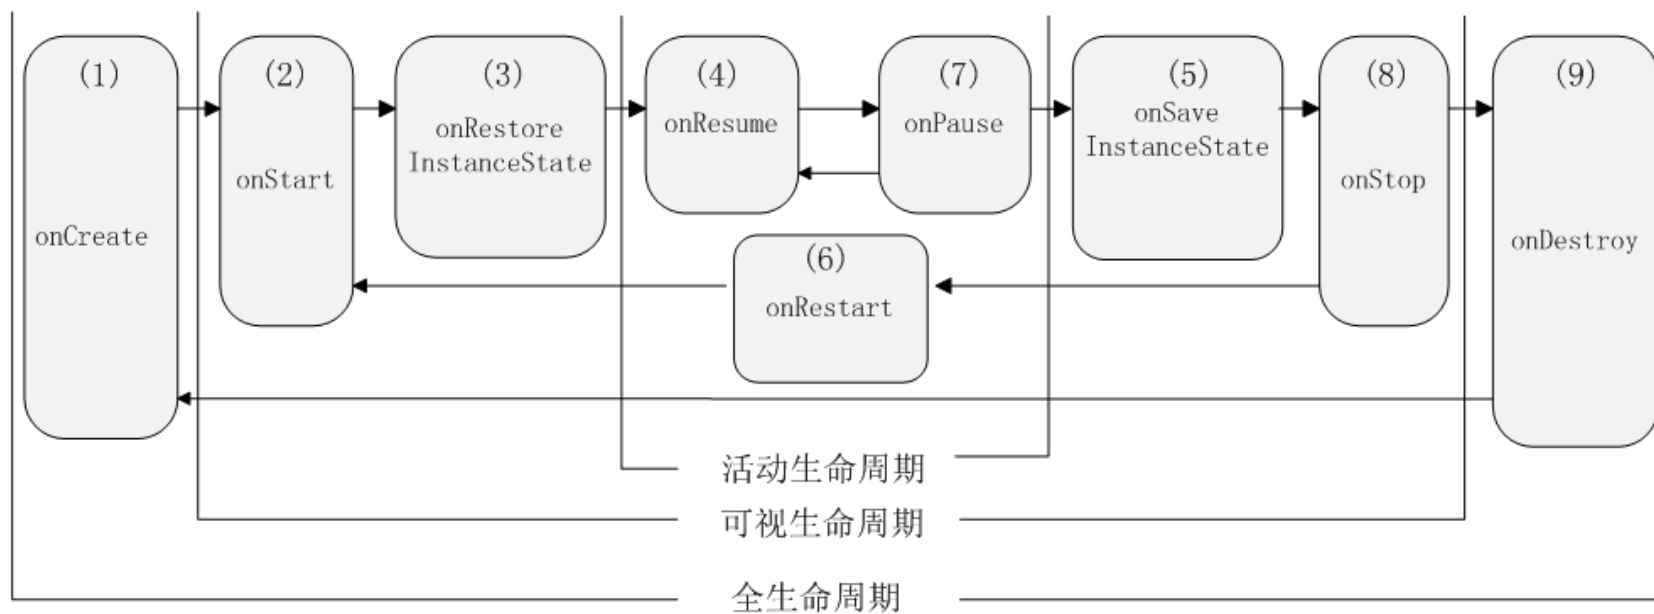 (1)
onCreate
(2)
onStart
(3)
onRestore
InstanceState
(4)
onResume
(7)
onPause
(5)
onSave
InstanceState
(8)
onStop
(9)
onDestroy
(6)
onRestart
活动生命周期
可视生命周期
全生命周期